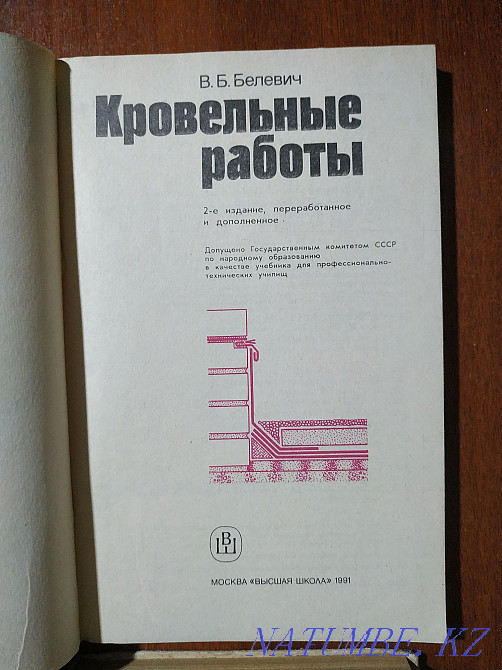 В. Б. Белевич
Кровельные
работы
2-е издание, переработанное
и дополненное
Допущено Государственным комитетом СССР
по народному образованию
в качестве учебника для профессионально-
технических училищ
ВШ
МОСКВА «ВЫСШАЯ ШКОЛА» 1991
NATUMBE.KZ